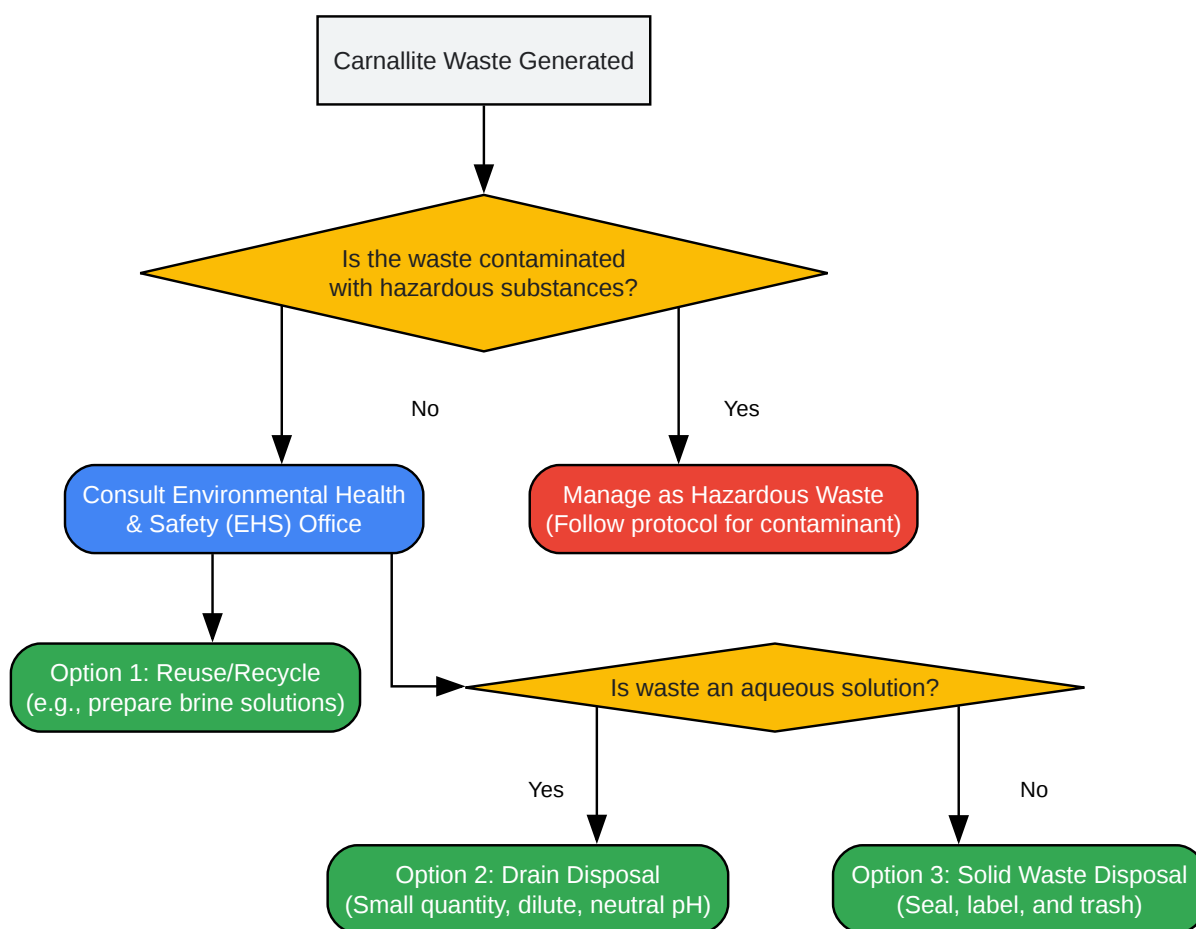 Carnallite Waste Generated
Is the waste contaminated
with hazardous substances?
No
Yes
Consult Environmental Health
& Safety (EHS) Office
Manage as Hazardous Waste
(Follow protocol for contaminant)
Option 1: Reuse/Recycle
(e.g., prepare brine solutions)
Is waste an aqueous solution?
Yes
No
Option 2: Drain Disposal
(Small quantity, dilute, neutral pH)
Option 3: Solid Waste Disposal
(Seal, label, and trash)